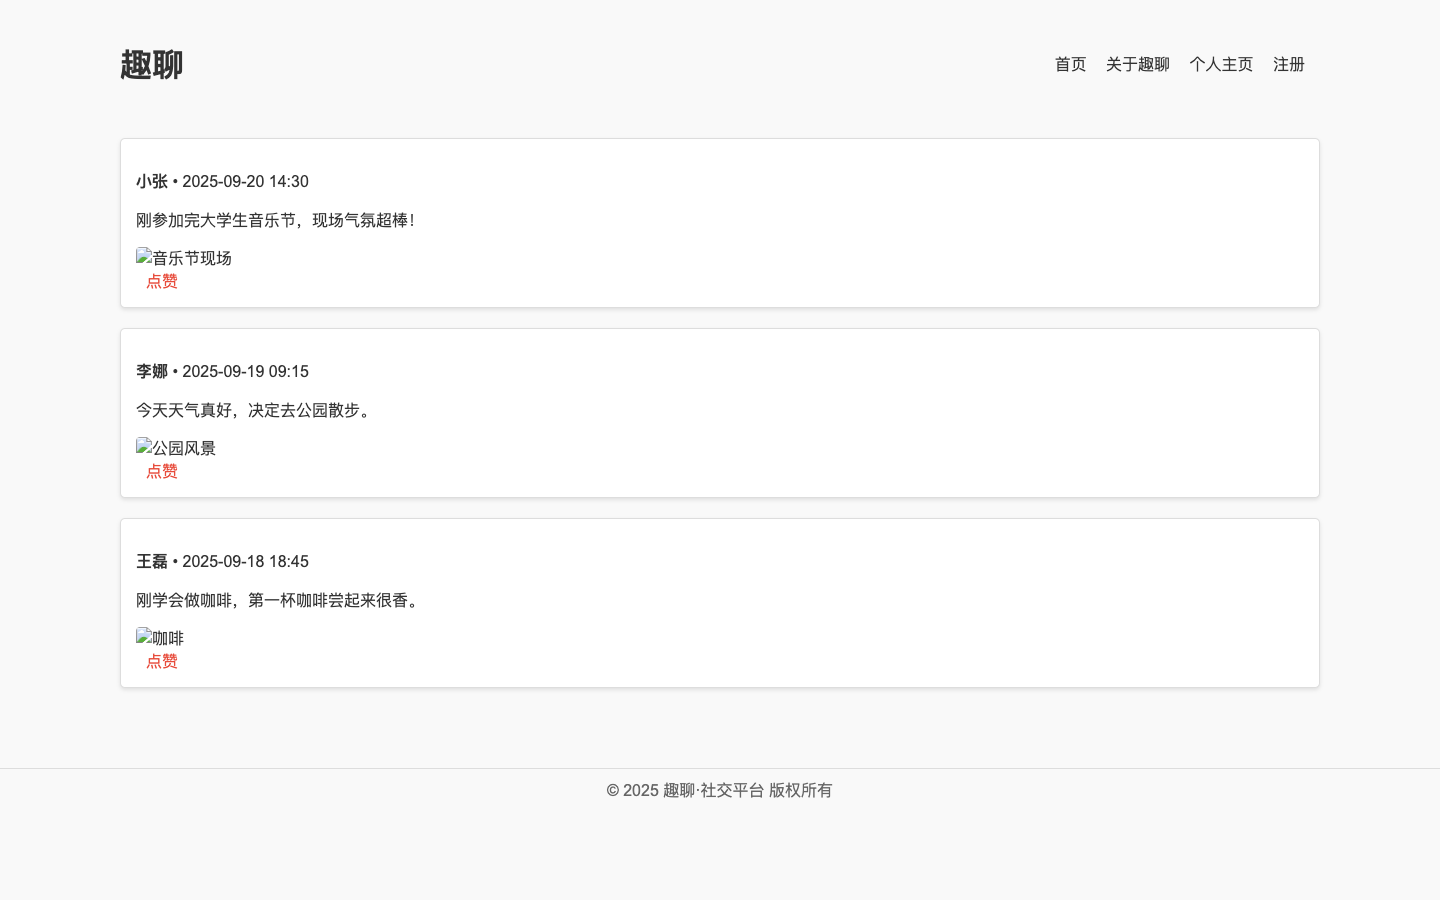 趣聊
首页 关于趣聊 个人主页 注册
小张 • 2025-09-20 14:30
刚参加完大学生音乐节，现场气氛超棒！
音乐节现场
点赞
李娜 • 2025-09-19 09:15
今天天气真好，决定去公园散步。
公园风景
点赞
王磊 • 2025-09-18 18:45
刚学会做咖啡，第一杯咖啡尝起来很香。
咖啡
点赞
© 2025 趣聊·社交平台 版权所有